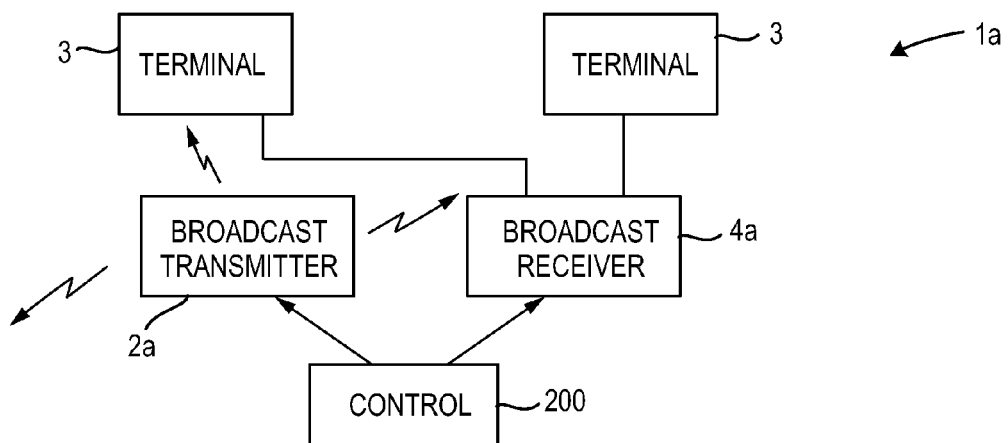 3
TERMINAL
3
TERMINAL
1a
BROADCAST
TRANSMITTER
2a
BROADCAST
RECEIVER
4a
CONTROL
200